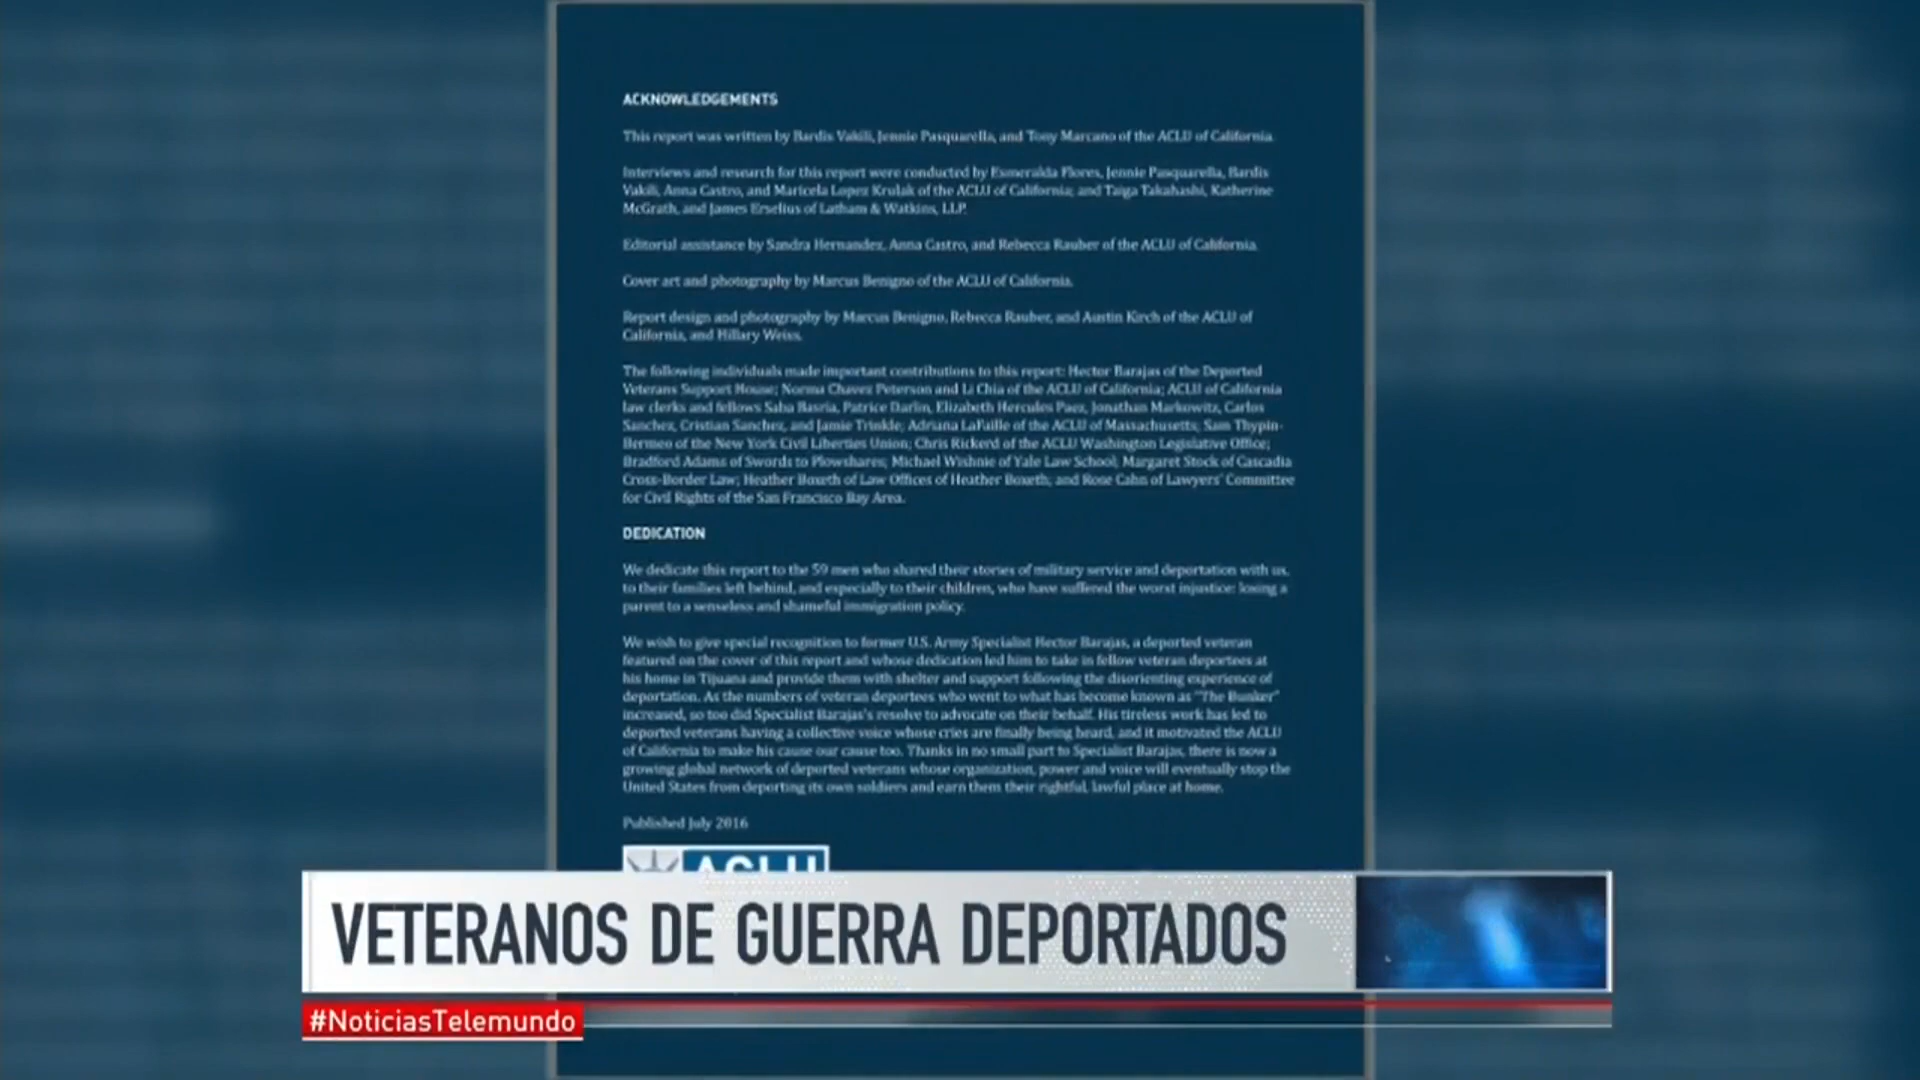 ACKNOWLEDGEMENTS
This report was written by Bardis Vakili, Jennie Pasquarella, and Tony Marcano of the ACLU of California.
Interviews and research for this report were conducted by Esmeralda Flores, Jennie Pasquarella, Bardis
Vakili, Anna Castro, and Maricela Lopez Krulak of the ACLU of California; and Taiga Takahashi, Katherine
McGrath, and James Erselius of Latham & Watkins, LLP.
Editorial assistance by Sandra Hernandez, Anna Castro, and Rebecca Rauber of the ACLU of California.
Cover art and photography by Marcus Benigno of the ACLU of California.
Report design and photography by Marcus Benigno, Rebecca Rauber, and Austin Kirch of the ACLU of
California, and Hillary Weiss.
The following individuals made important contributions to this report: Hector Barajas of the Deported
Veterans Support House; Norma Chavez Peterson and Li Chia of the ACLU of California; ACLU of California
law clerks and fellows Saba Basria, Patrice Darlin, Elizabeth Hercules Paez, Jonathan Markowitz, Carlos
Sanchez, Cristian Sanchez, and Jamie Trinkle; Adriana LaFaille of the ACLU of Massachusetts; Sam Thypin-
Bermeo of the New York Civil Liberties Union; Chris Rickerd of the ACLU Washington Legislative Office;
Bradford Adams of Swords to Plowshares; Michael Wishnie of Yale Law School; Margaret Stock of Cascadia
Cross-Border Law; Heather Boxeth of Law Offices of Heather Boxeth; and Rose Cahn of Lawyers' Committee
for Civil Rights of the San Francisco Bay Area.
DEDICATION
We dedicate this report to the 59 men who shared their stories of military service and deportation with us,
to their families left behind, and especially to their children, who have suffered the worst injustice: losing a
parent to a senseless and shameful immigration policy.
We wish to give special recognition to former U.S. Army Specialist Hector Barajas, a deported veteran
featured on the cover of this report and whose dedication led him to take in fellow veteran deportees at
his home in Tijuana and provide them with shelter and support following the disorienting experience of
deportation. As the numbers of veteran deportees who went to what has become known as "The Bunker"
increased, so too did Specialist Barajas's resolve to advocate on their behalf. His tireless work has led to
deported veterans having a collective voice whose cries are finally being heard, and it motivated the ACLU
of California to make his cause our cause too. Thanks in no small part to Specialist Barajas, there is now a
growing global network of deported veterans whose organization, power and voice will eventually stop the
United States from deporting its own soldiers and earn them their rightful, lawful place at home.
Published July 2016
ACLU
VETERANOS DE GUERRA DEPORTADOS
#NoticiasTelemundo